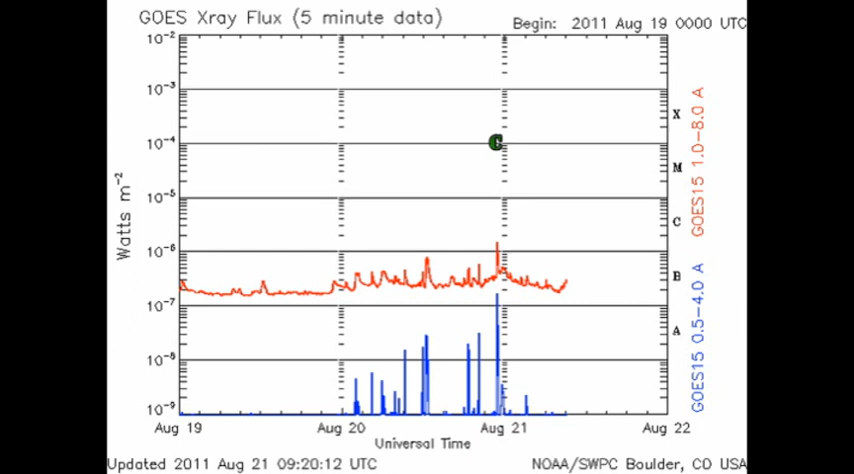 GOES Xray Flux (5 minute data)
Begin: 2011 Aug 19 0000 UTC
10⁻²
10⁻³
X
10⁻⁴
C
M
10⁻⁵
C
10⁻⁶
B
10⁻⁷
A
10⁻⁸
10⁻⁹
Watts m⁻²
GOES15 1.0-8.0 A
GOES15 0.5-4.0 A
Aug 19 Aug 20 Aug 21 Aug 22
Universal Time
Updated 2011 Aug 21 09:20:12 UTC
NOAA/SWPC Boulder, CO USA